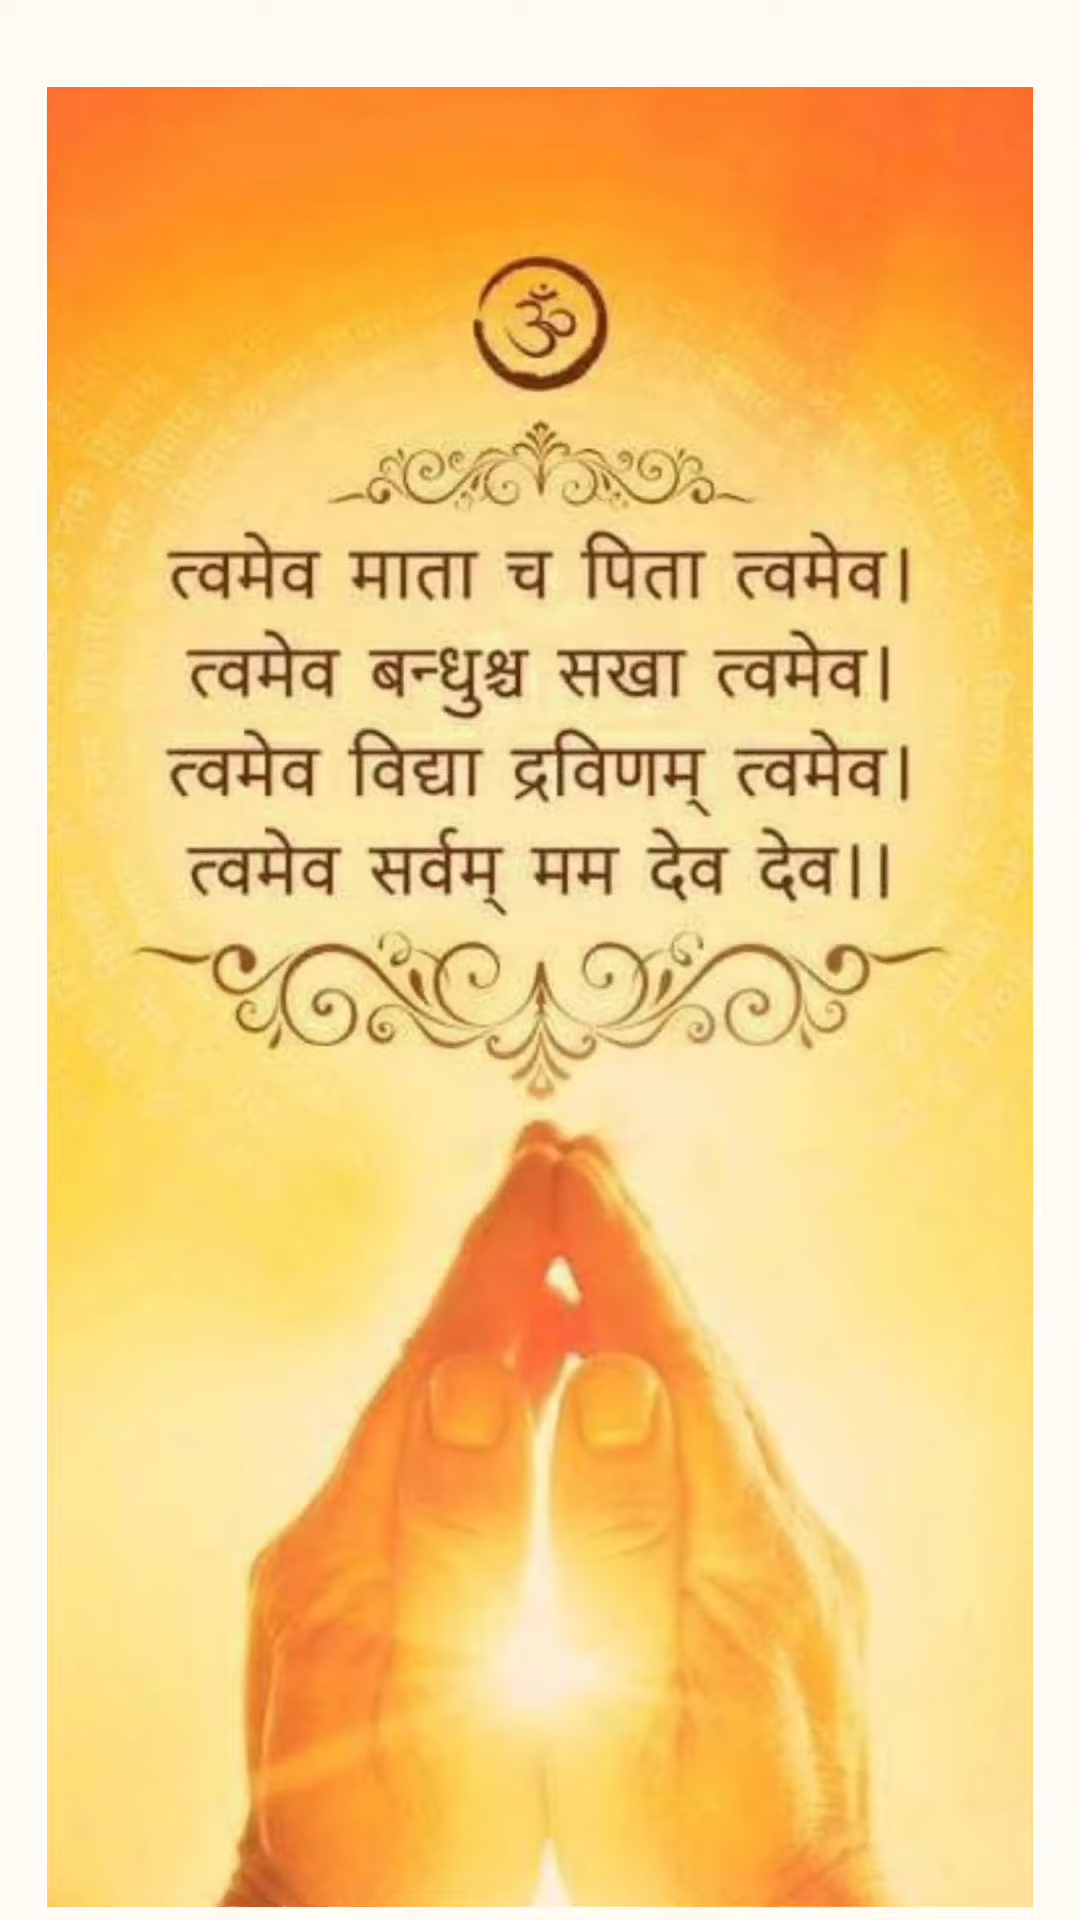 ॐ
त्वमेव माता च पिता त्वमेव।
त्वमेव बन्धुश्च सखा त्वमेव।
त्वमेव विद्या द्रविणम् त्वमेव।
त्वमेव सर्वम् मम देव देव।।